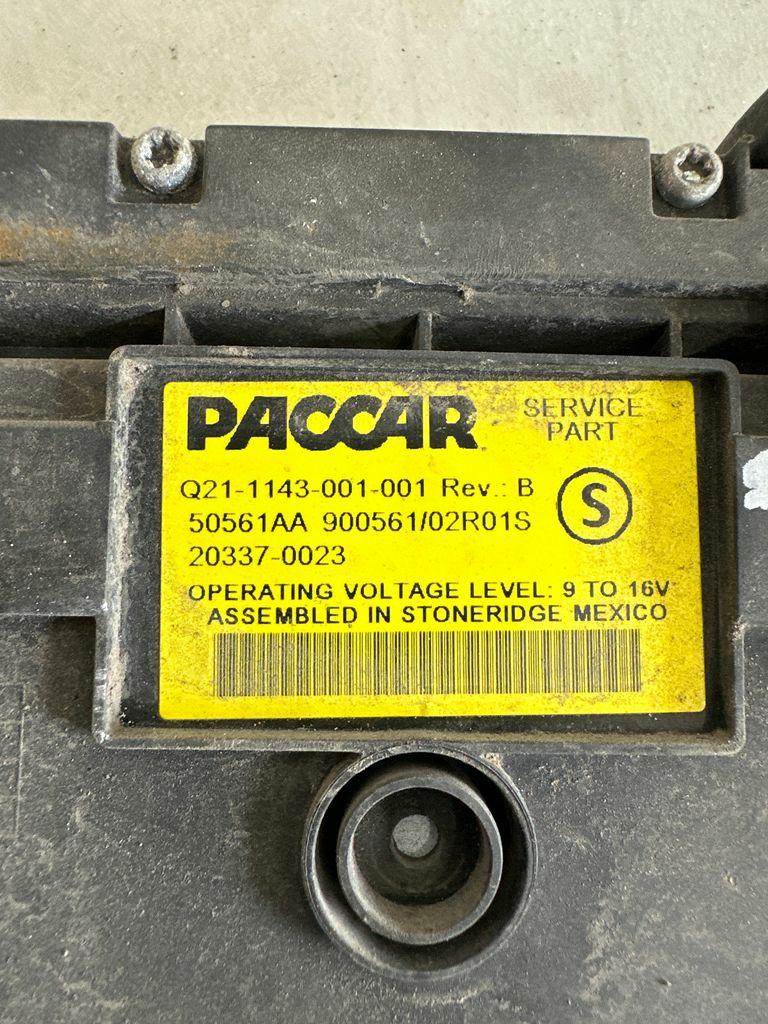 PACCAR SERVICE
PART
Q21-1143-001-001 Rev.: B
S
50561AA 900561/02R01S
20337-0023
OPERATING VOLTAGE LEVEL: 9 TO 16V
ASSEMBLED IN STONERIDGE MEXICO